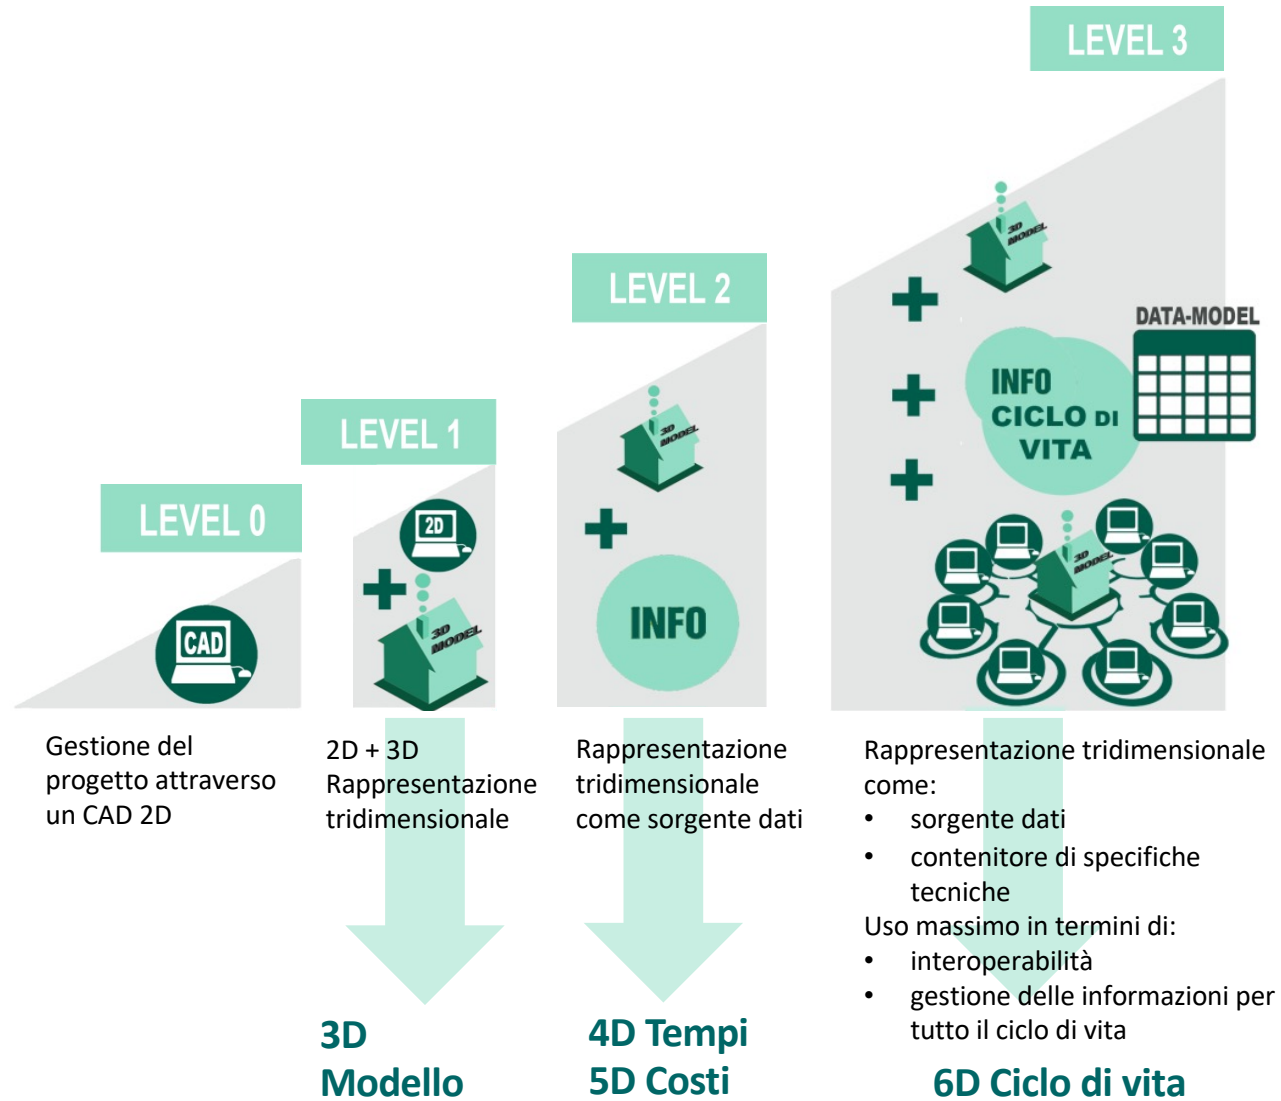 LEVEL 0
CAD
Gestione del
progetto attraverso
un CAD 2D
LEVEL 1
2D
3D
MODEL
2D + 3D
Rappresentazione
tridimensionale
3D
Modello
LEVEL 2
3D
MODEL
INFO
Rappresentazione
tridimensionale
come sorgente dati
4D Tempi
5D Costi
LEVEL 3
3D
MODEL
DATA-MODEL
INFO
CICLO DI
VITA
3D
MODEL
Rappresentazione tridimensionale
come:
• sorgente dati
• contenitore di specifiche
tecniche
Uso massimo in termini di:
• interoperabilità
• gestione delle informazioni per
tutto il ciclo di vita
6D Ciclo di vita